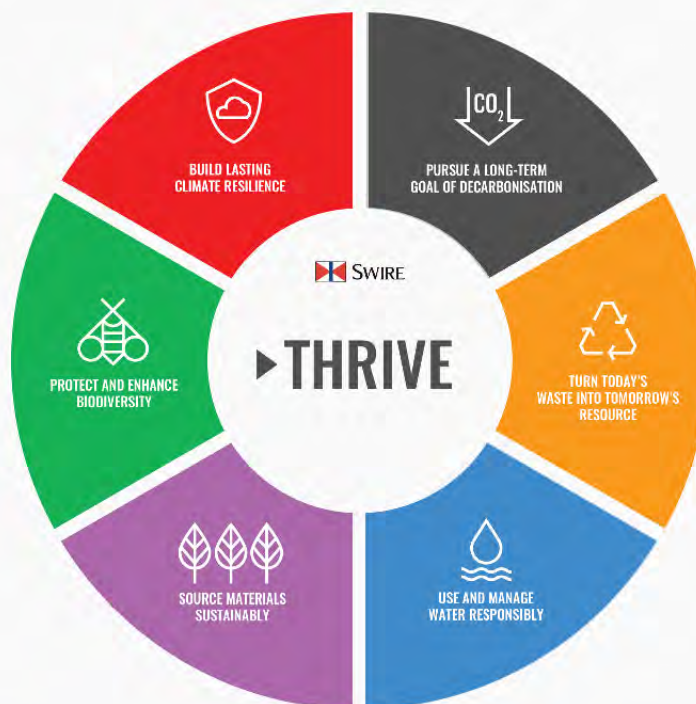 CO2
PURSUE A LONG-TERM
GOAL OF DECARBONISATION
TURN TODAY'S
WASTE INTO TOMORROW'S
RESOURCE
USE AND MANAGE
WATER RESPONSIBLY
SOURCE MATERIALS
SUSTAINABLY
PROTECT AND ENHANCE
BIODIVERSITY
BUILD LASTING
CLIMATE RESILIENCE
SWIRE
THRIVE